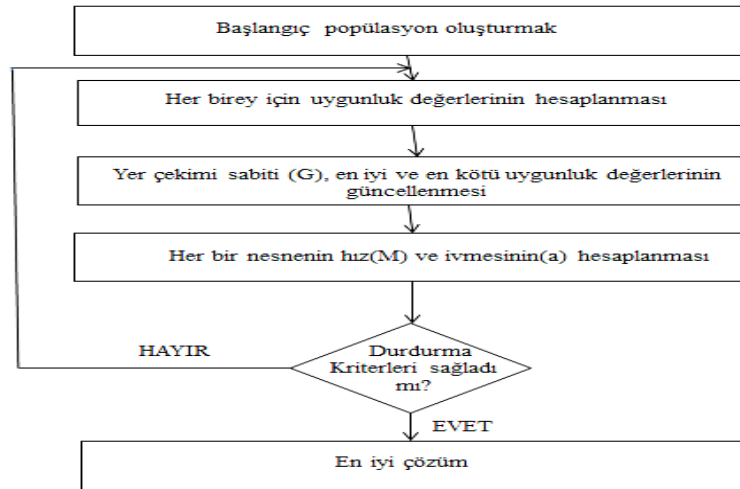 Başlangıç popülasyon oluşturmak
Her birey için uygunluk değerlerinin hesaplanması
Yer çekimi sabiti (G), en iyi ve en kötü uygunluk değerlerinin
güncellenmesi
Her bir nesnenin hız(M) ve ivmesinin(a) hesaplanması
HAYIR
Durdurma
Kriterleri sağladı
mı?
EVET
En iyi çözüm